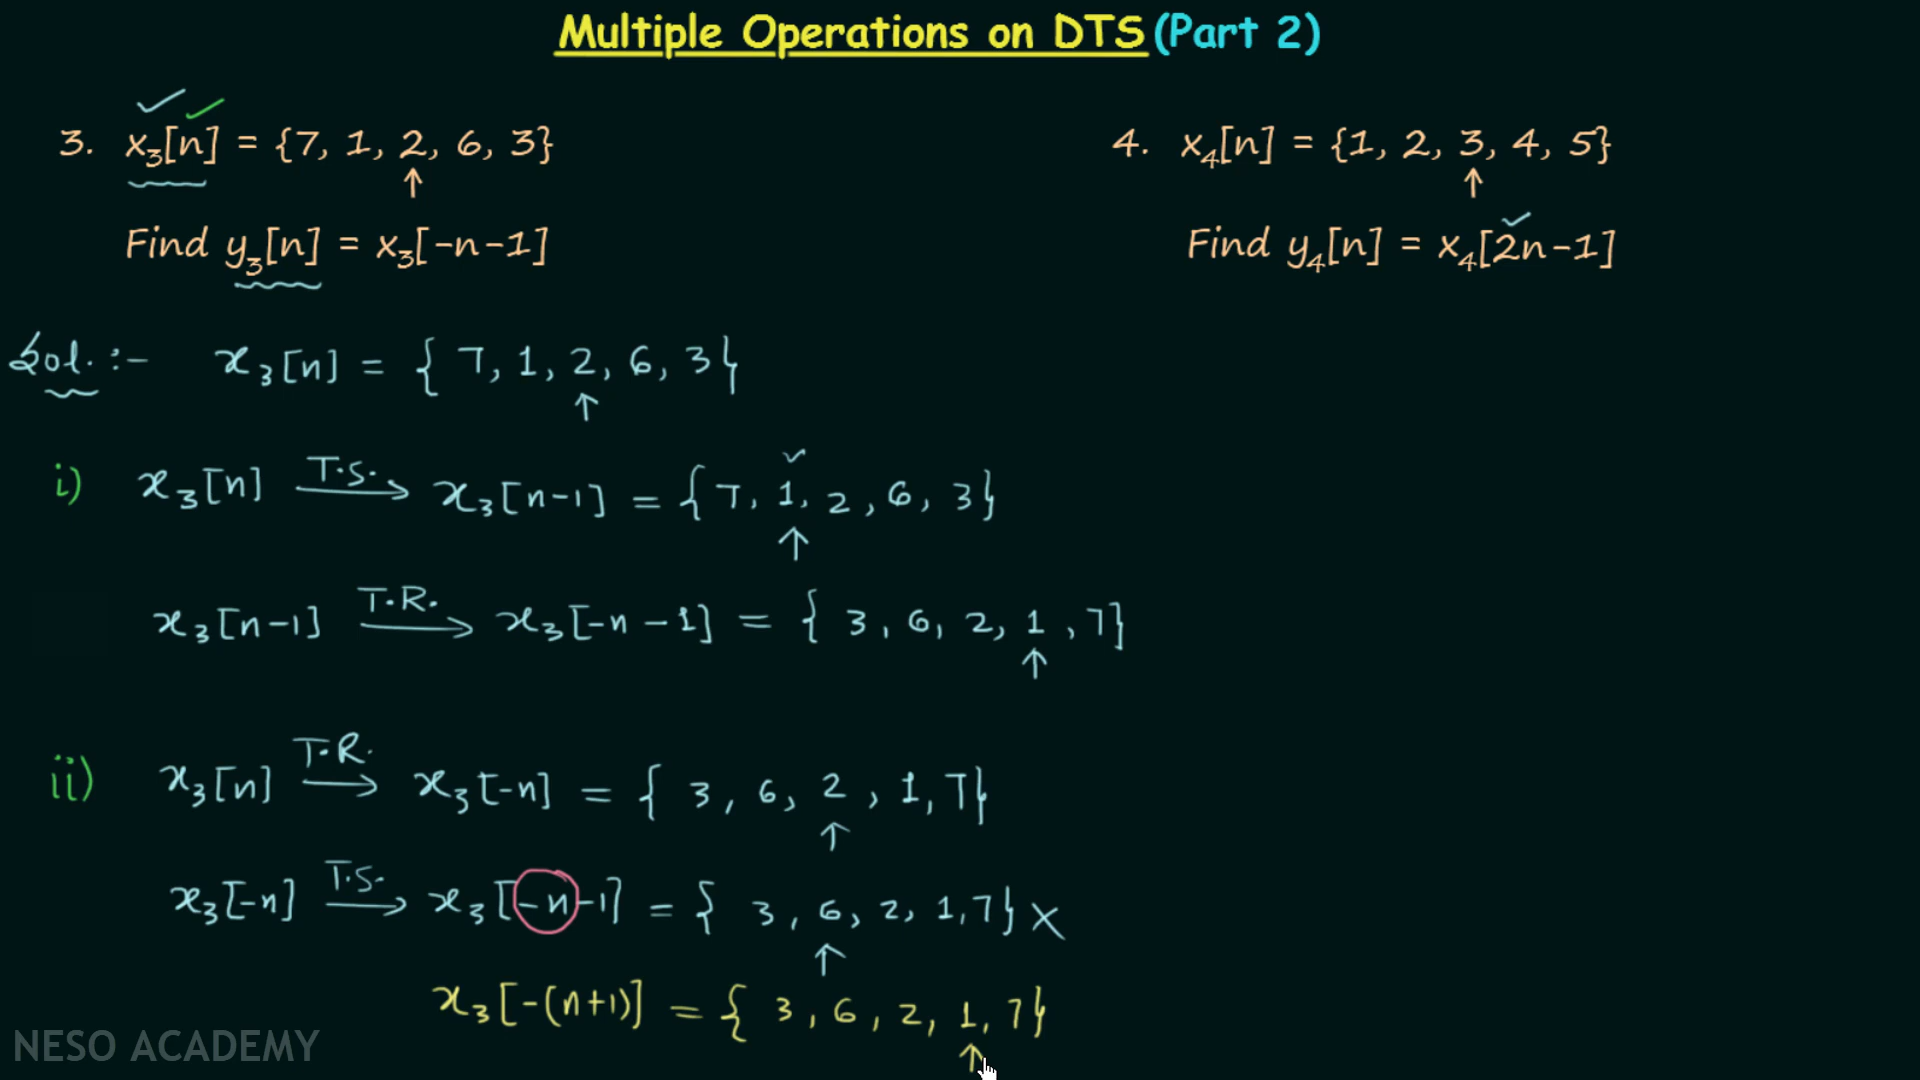 Multiple Operations on DTS (Part 2)
3. x₃[n] = {7, 1, 2, 6, 3}
↑
Find y₃[n] = x₃[-n-1]
4. x₄[n] = {1, 2, 3, 4, 5}
↑
Find y₄[n] = x₄[2n-1]
Sol. :- x₃[n] = { 7, 1, 2, 6, 3}
↑
i) x₃[n] T.S.→ x₃[n-1] = {7, 1, 2, 6, 3}
↑
x₃[n-1] T.R.→ x₃[-n-1] = { 3, 6, 2, 1, 7}
↑
ii) x₃[n] T.R.→ x₃[-n] = { 3, 6, 2, 1, 7}
↑
x₃[-n] T.S.→ x₃[-n-1] = { 3, 6, 2, 1, 7} ×
↑
x₃[-(n+1)] = { 3, 6, 2, 1, 7}
↑
NESO ACADEMY